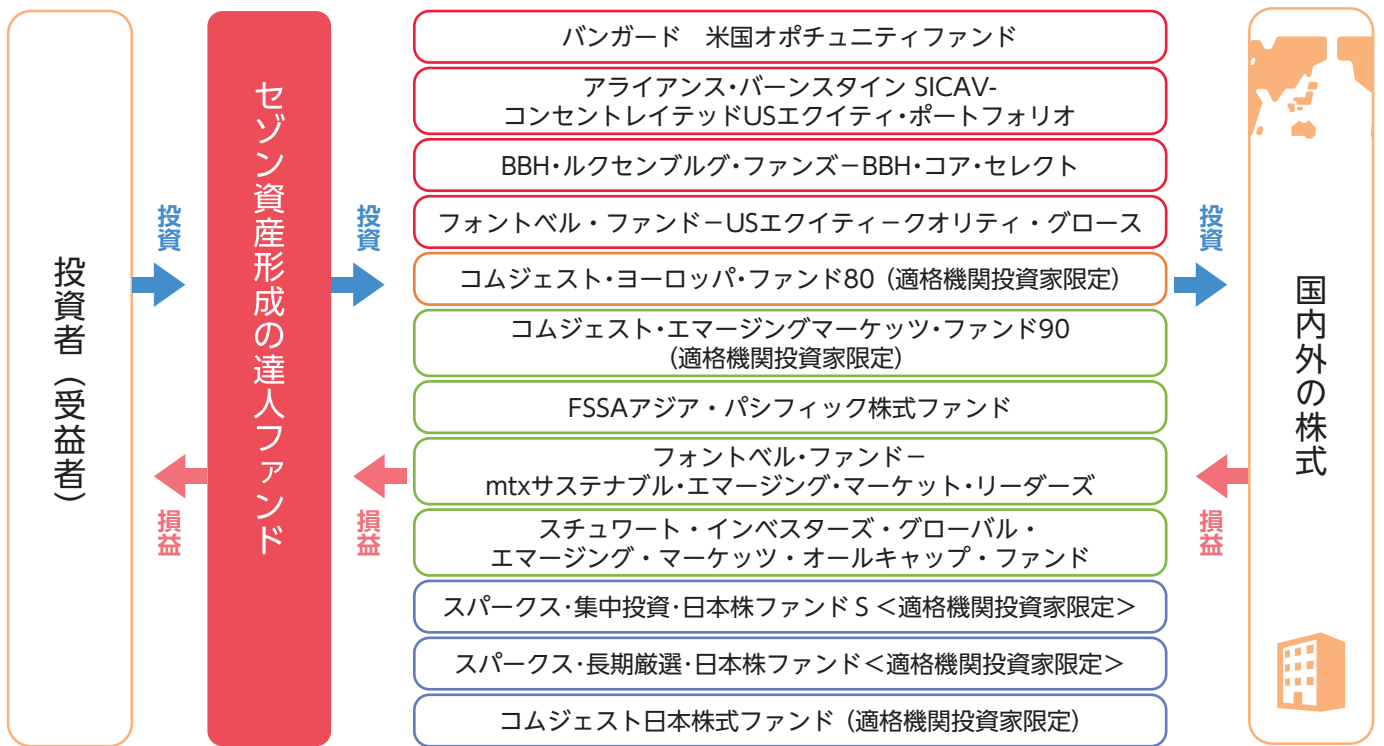 投資者（受益者）
投資
損益
セゾン資産形成の達人ファンド
投資
損益
バンガード　米国オポチュニティファンド
アライアンス・バーンスタイン SICAV-
コンセントレイテッドUSエクイティ・ポートフォリオ
BBH・ルクセンブルグ・ファンズ－BBH・コア・セレクト
フォントベル・ファンド－USエクイティ－クオリティ・グロース
コムジェスト・ヨーロッパ・ファンド80（適格機関投資家限定）
コムジェスト・エマージングマーケッツ・ファンド90
（適格機関投資家限定）
FSSAアジア・パシフィック株式ファンド
フォントベル・ファンド－
mtxサステナブル・エマージング・マーケット・リーダーズ
スチュワート・インベスターズ・グローバル・
エマージング・マーケッツ・オールキャップ・ファンド
スパークス・集中投資・日本株ファンドＳ＜適格機関投資家限定＞
スパークス・長期厳選・日本株ファンド＜適格機関投資家限定＞
コムジェスト日本株式ファンド（適格機関投資家限定）
投資
損益
国内外の株式